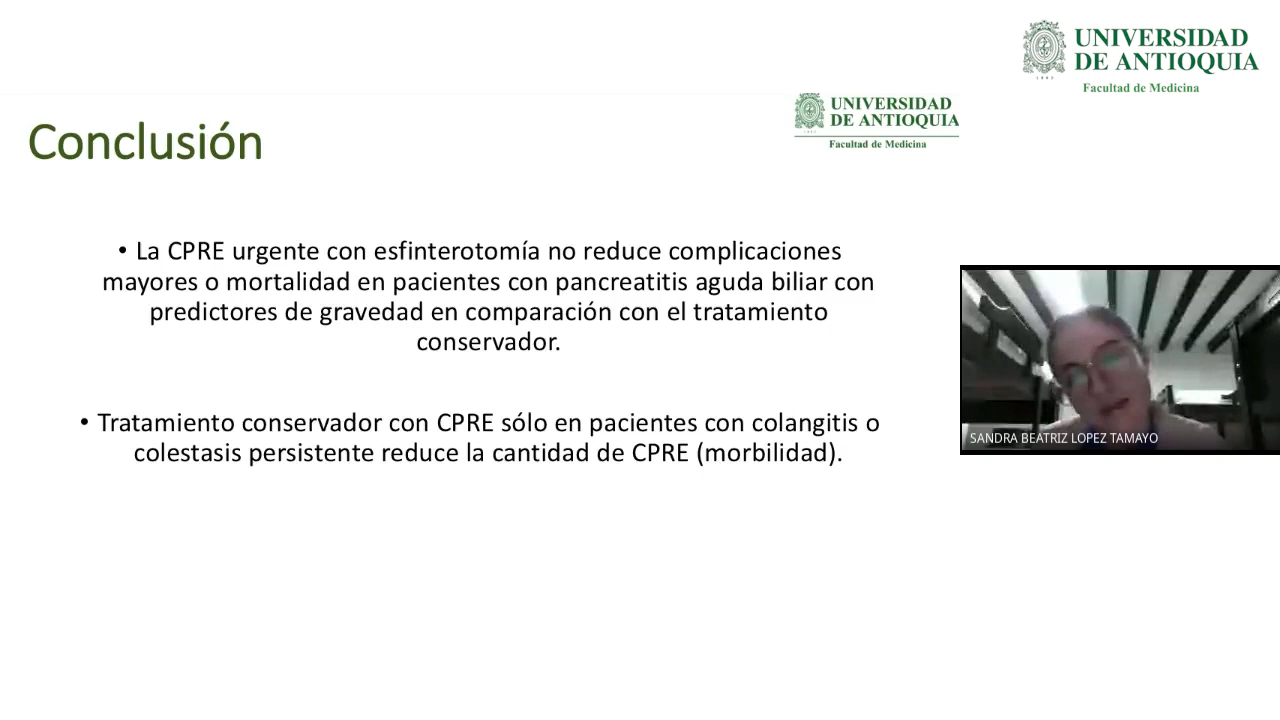 UNIVERSIDAD
DE ANTIOQUIA
Facultad de Medicina
UNIVERSIDAD
DE ANTIOQUIA
1803
Facultad de Medicina
Conclusión
• La CPRE urgente con esfinterotomía no reduce complicaciones
mayores o mortalidad en pacientes con pancreatitis aguda biliar con
predictores de gravedad en comparación con el tratamiento
conservador.
• Tratamiento conservador con CPRE sólo en pacientes con colangitis o
colestasis persistente reduce la cantidad de CPRE (morbilidad).
SANDRA BEATRIZ LOPEZ TAMAYO